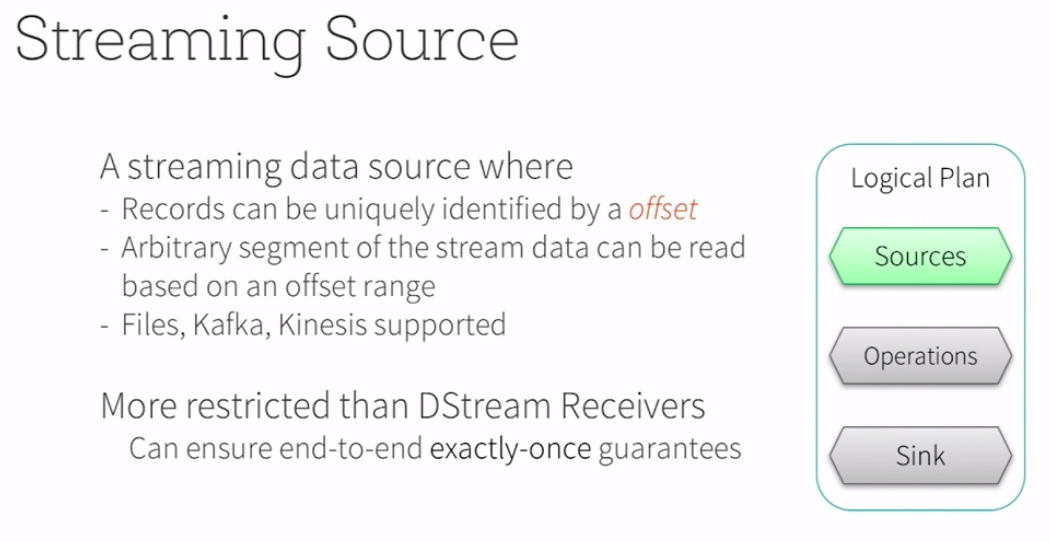 Streaming Source
A streaming data source where
- Records can be uniquely identified by a offset
- Arbitrary segment of the stream data can be read
based on an offset range
- Files, Kafka, Kinesis supported
More restricted than DStream Receivers
Can ensure end-to-end exactly-once guarantees
Logical Plan
Sources
Operations
Sink